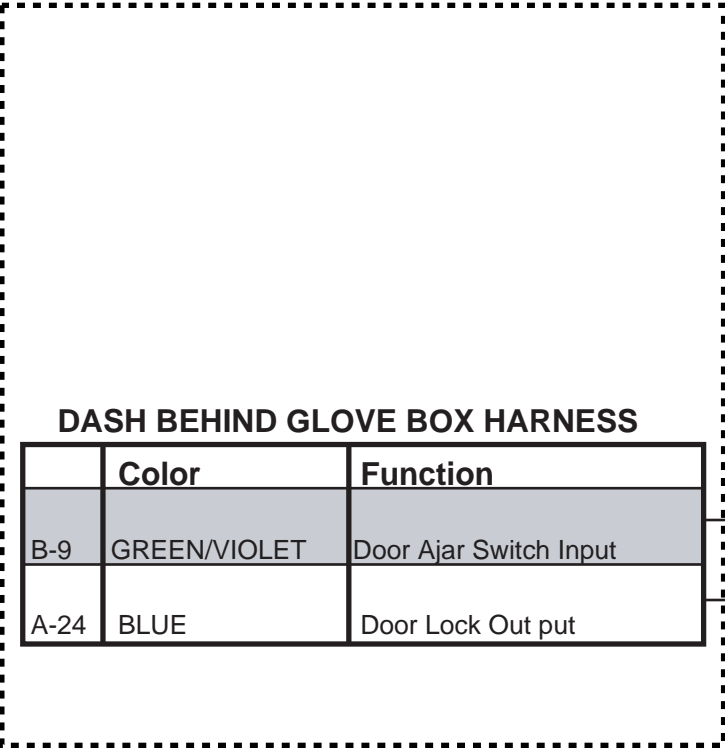 DASH BEHIND GLOVE BOX HARNESS
Color Function
B-9 GREEN/VIOLET Door Ajar Switch Input
A-24 BLUE Door Lock Out put